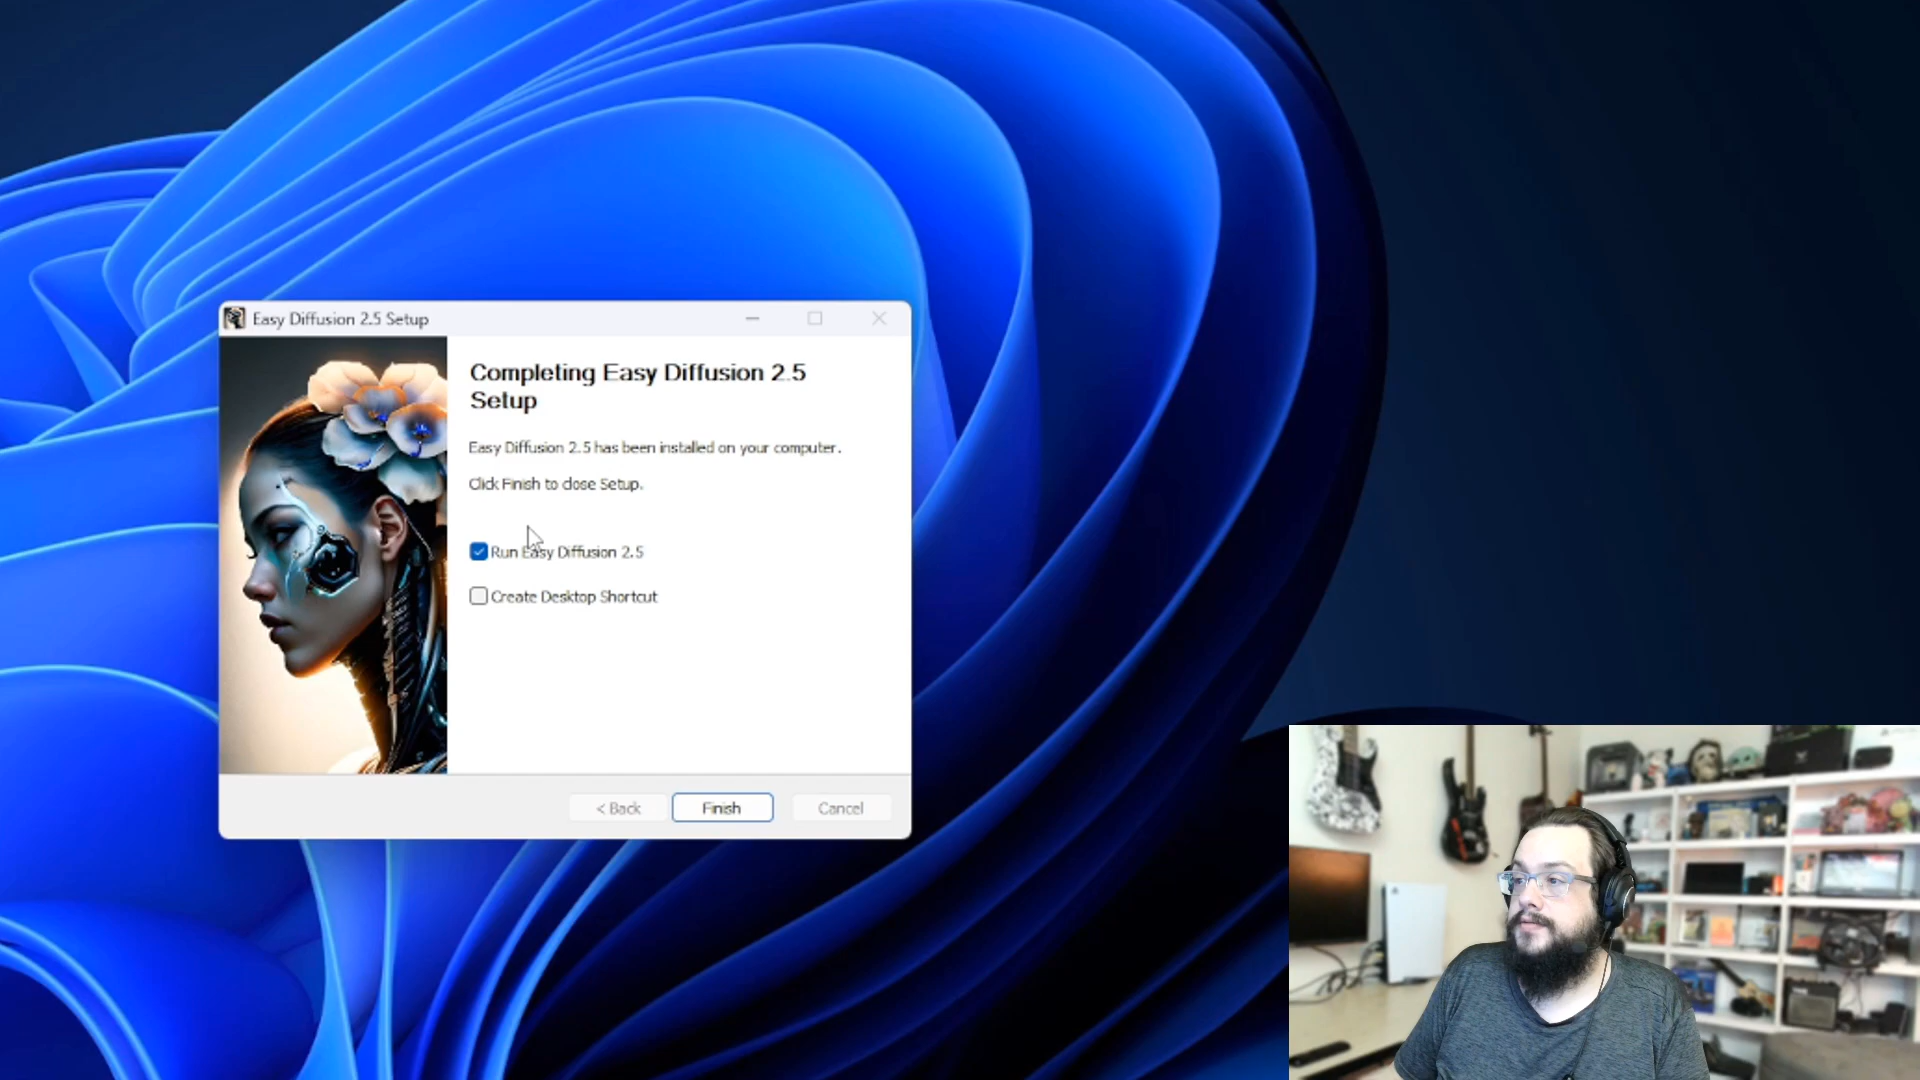 Easy Diffusion 2.5 Setup
Completing Easy Diffusion 2.5
Setup
Easy Diffusion 2.5 has been installed on your computer.
Click Finish to close Setup.
Run Easy Diffusion 2.5
Create Desktop Shortcut
< Back
Finish
Cancel